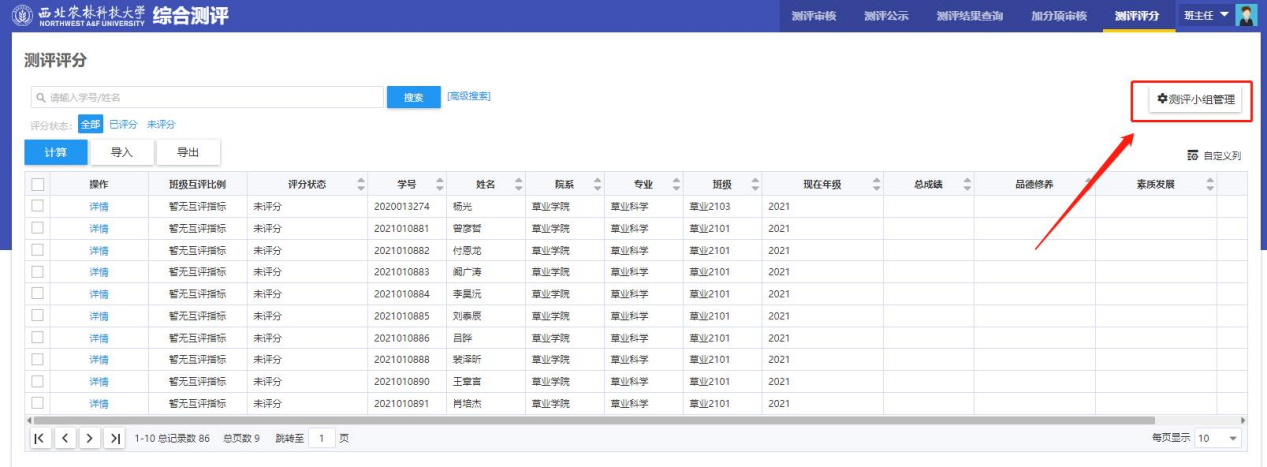 西北农林科技大学 综合测评 测评审核 测评公示 测评结果查询 加分项审核 测评评分 班主任
NORTHWEST A&F UNIVERSITY
测评评分
请输入学号/姓名 搜索 [高级搜索] 测评小组管理
评分状态: 全部 已评分 未评分
计算 导入 导出 自定义列
操作 班级互评比例 评分状态 学号 姓名 院系 专业 班级 现在年级 总成绩 品德修养 素质发展
详情 暂无互评指标 未评分 2020013274 杨光 草业学院 草业科学 草业2103 2021
详情 暂无互评指标 未评分 2021010881 曾彦哲 草业学院 草业科学 草业2101 2021
详情 暂无互评指标 未评分 2021010882 付恩龙 草业学院 草业科学 草业2101 2021
详情 暂无互评指标 未评分 2021010883 阚广涛 草业学院 草业科学 草业2101 2021
详情 暂无互评指标 未评分 2021010884 李昊沅 草业学院 草业科学 草业2101 2021
详情 暂无互评指标 未评分 2021010885 刘泰辰 草业学院 草业科学 草业2101 2021
详情 暂无互评指标 未评分 2021010886 吕晔 草业学院 草业科学 草业2101 2021
详情 暂无互评指标 未评分 2021010888 裴泽昕 草业学院 草业科学 草业2101 2021
详情 暂无互评指标 未评分 2021010890 王章言 草业学院 草业科学 草业2101 2021
详情 暂无互评指标 未评分 2021010891 肖培杰 草业学院 草业科学 草业2101 2021
1-10 总记录数 86 总页数 9 跳转至 1 页 每页显示 10